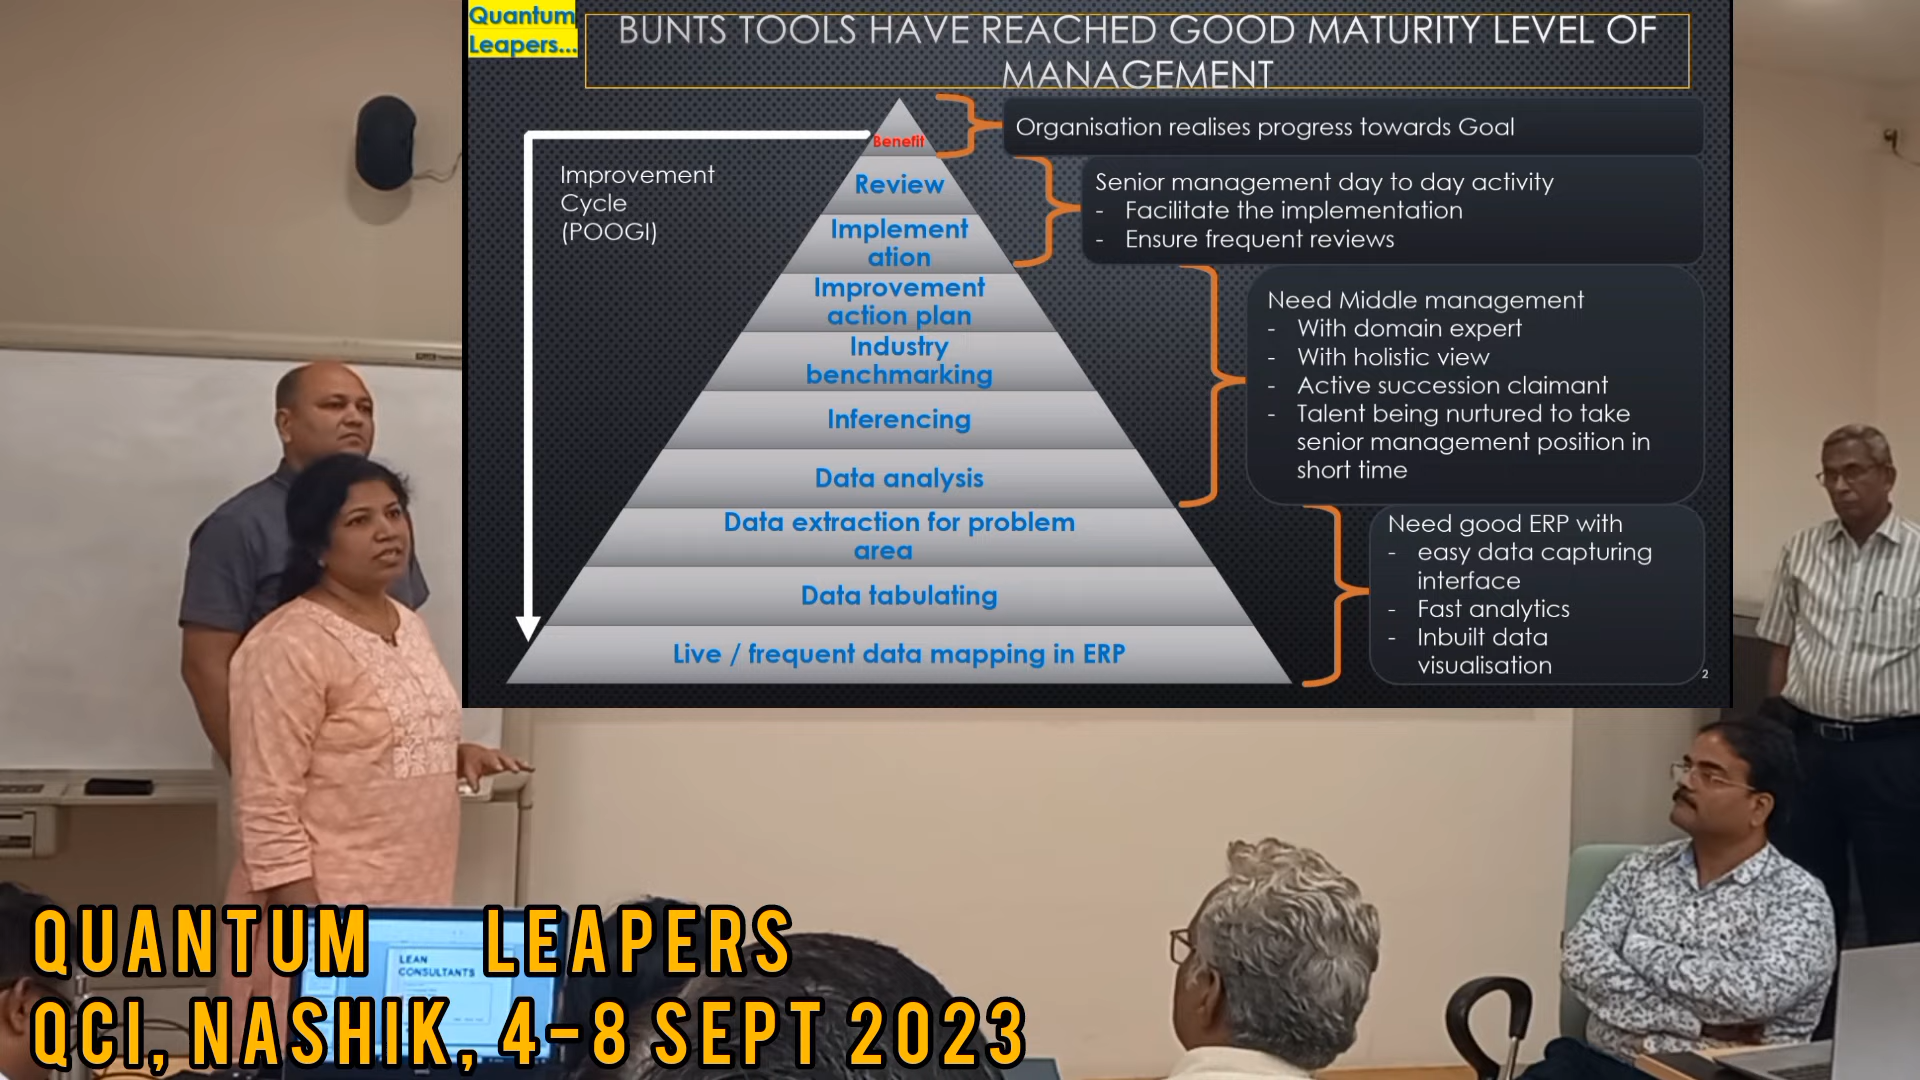 Quantum
Leapers...
BUNTS TOOLS HAVE REACHED GOOD MATURITY LEVEL OF
MANAGEMENT
Improvement
Cycle
(POOGI)
Benefit
Review
Implement
ation
Improvement
action plan
Industry
benchmarking
Inferencing
Data analysis
Data extraction for problem
area
Data tabulating
Live / frequent data mapping in ERP
Organisation realises progress towards Goal
Senior management day to day activity
- Facilitate the implementation
- Ensure frequent reviews
Need Middle management
- With domain expert
- With holistic view
- Active succession claimant
- Talent being nurtured to take
senior management position in
short time
Need good ERP with
- easy data capturing
interface
- Fast analytics
- Inbuilt data
visualisation
2
LEAN
CONSULTANTS
QUANTUM LEAPERS
QCI, NASHIK, 4-8 SEPT 2023